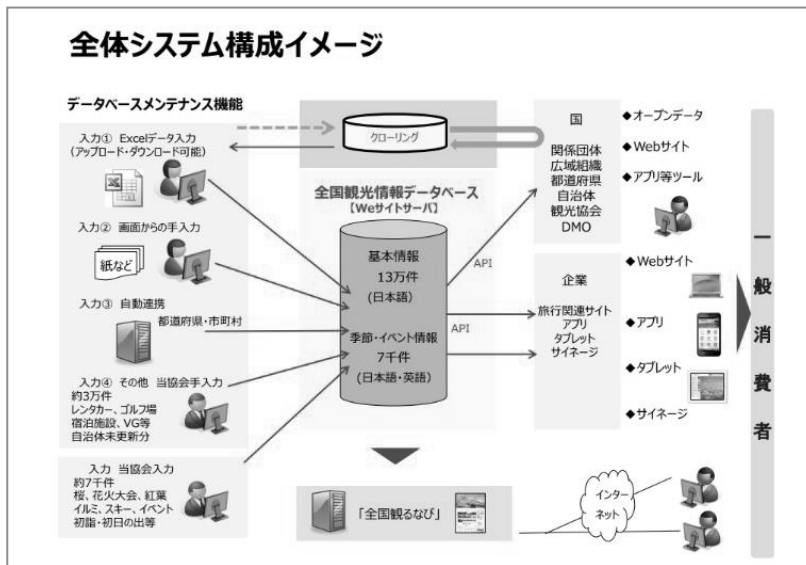 全体システム構成イメージ
データベースメンテナンス機能
入力① Excelデータ入力
(アップロード・ダウンロード可能)
入力② 画面からの手入力
紙など
入力③ 自動連携
都道府県・市町村
入力④ その他 当協会手入力
約3万件
レンタカー、ゴルフ場
宿泊施設、VG等
自治体未更新分
入力 当協会入力
約7千件
桜、花火大会、紅葉
イルミ、スキー、イベント
初詣・初日の出等
クローリング
全国観光情報データベース
【Weサイトサーバ】
基本情報
13万件
(日本語)
季節・イベント情報
7千件
(日本語・英語)
API
API
国
関係団体
広域組織
都道府県
自治体
観光協会
DMO
企業
旅行関連サイト
アプリ
タブレット
サイネージ
◆オープンデータ
◆Webサイト
◆アプリ等ツール
◆Webサイト
◆アプリ
◆タブレット
◆サイネージ
一般消費者
「全国観るなび」
インター
ネット